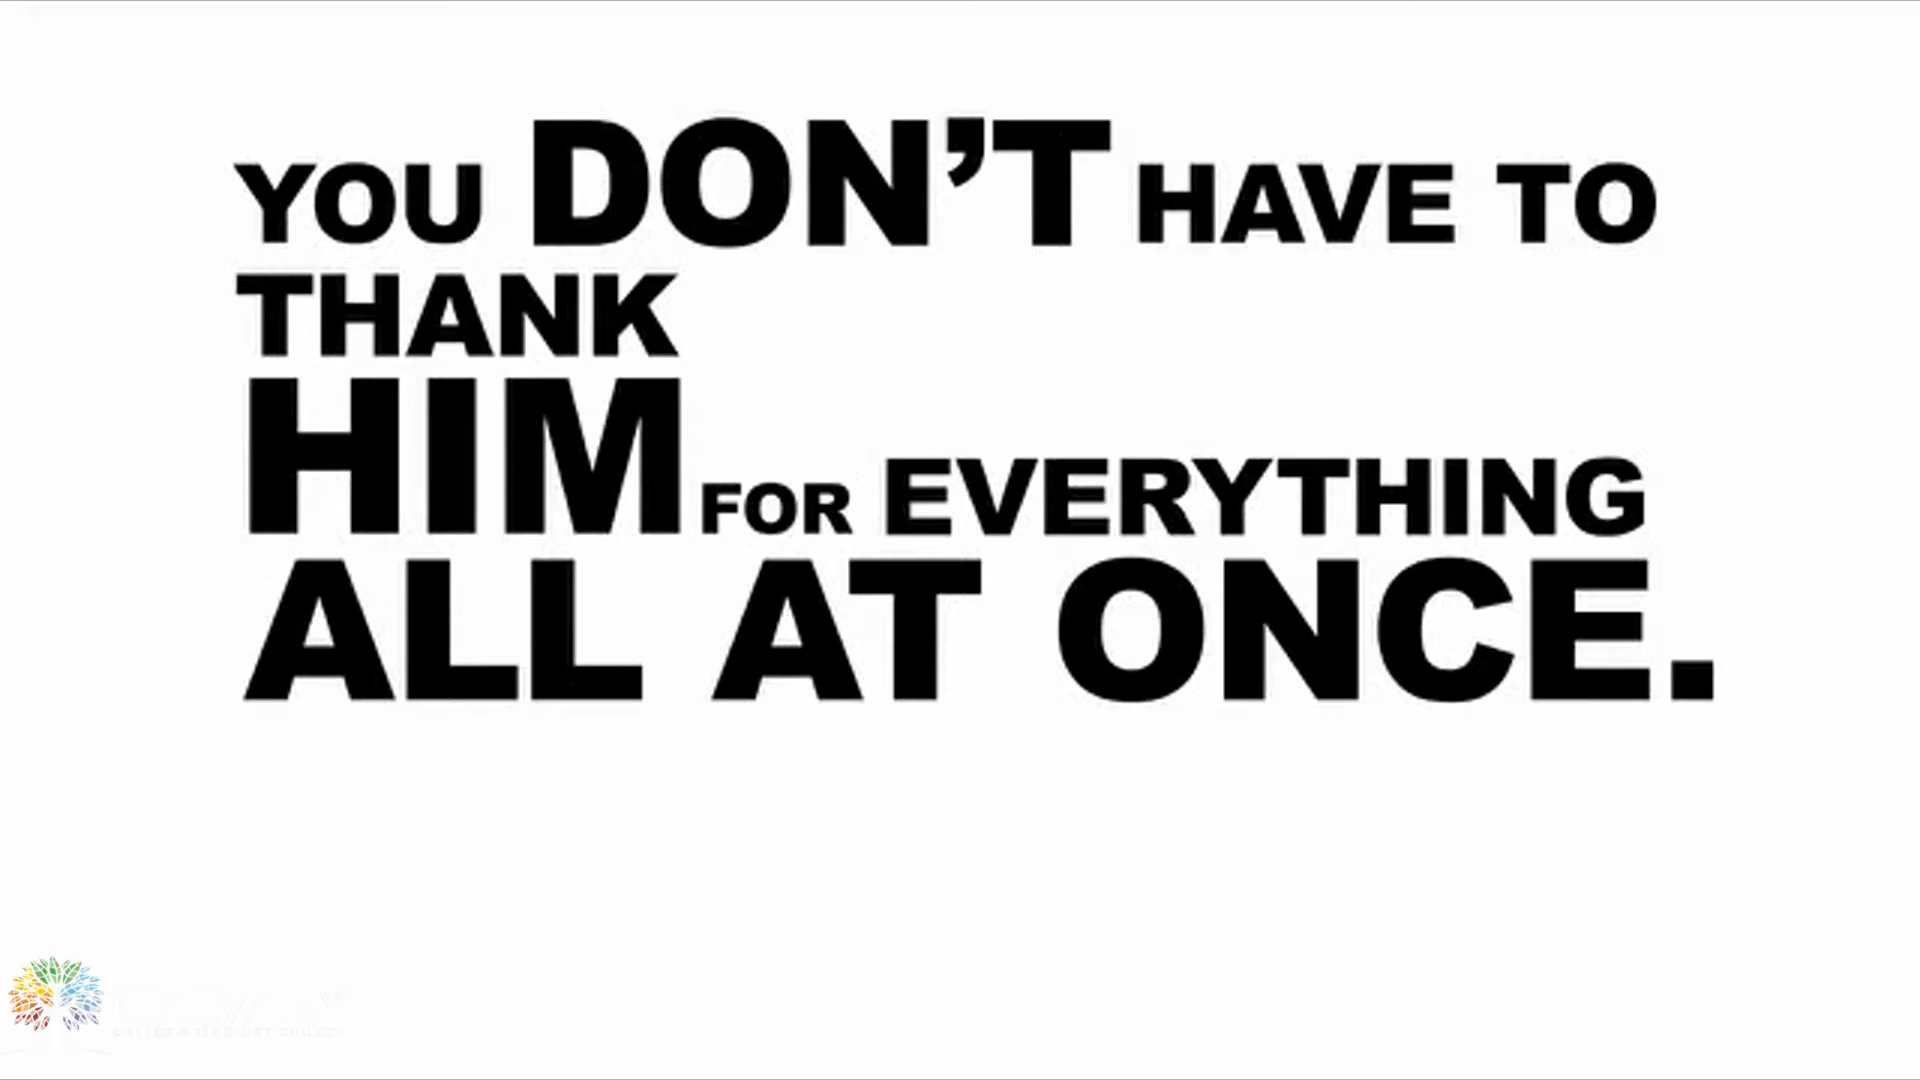 YOU DON’T HAVE TO
THANK
HIM FOR EVERYTHING
ALL AT ONCE.